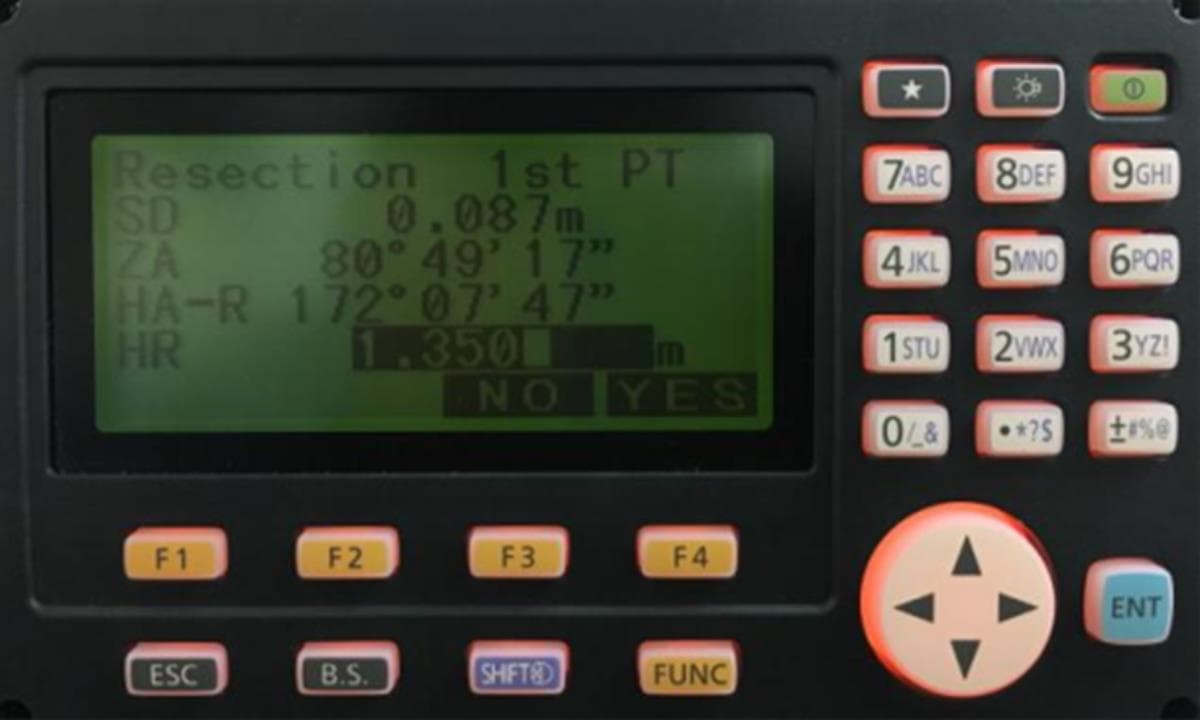 Resection 1st PT
SD 0.087m
ZA 80°49'17"
HA-R 172°07'47"
HR 1.350 m
NO YES
★
7ABC 8DEF 9GHI
4JKL 5MNO 6PQR
1STU 2VWX 3YZ!
0/_& •*?$ ±#%@
F1 F2 F3 F4
ENT
ESC B.S. SHIFT FUNC